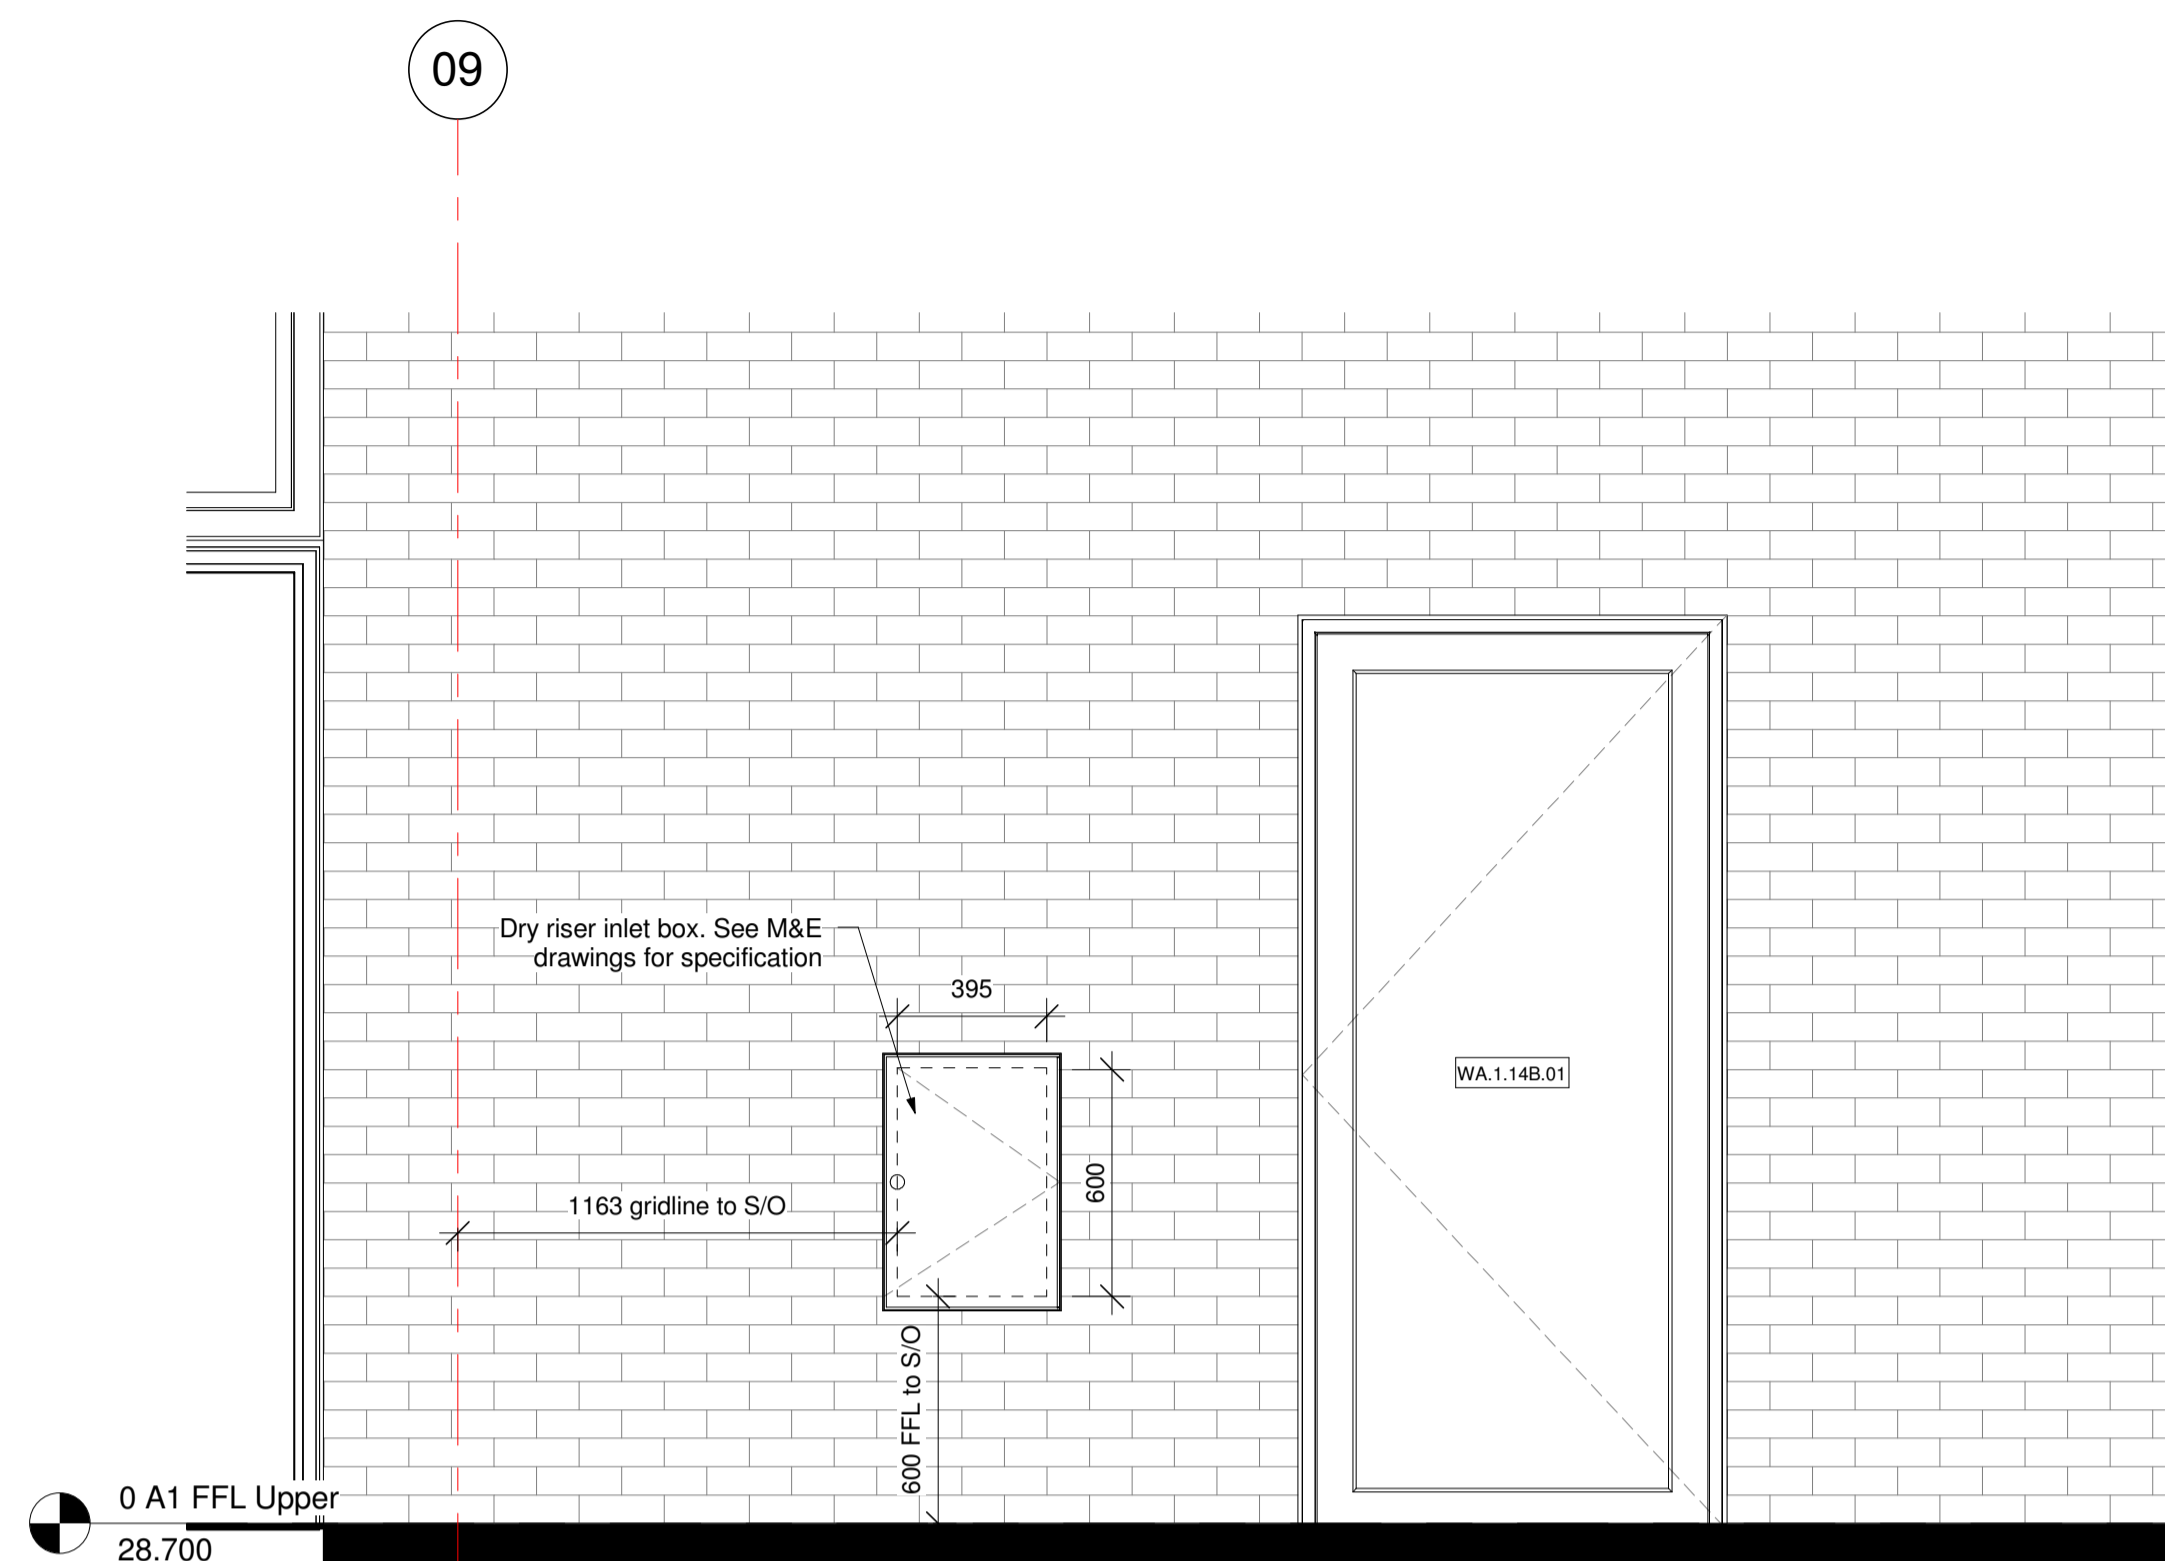 09
Dry riser inlet box. See M&E
drawings for specification
395
WA.1.14B.01
600
1163 gridline to S/O
600 FFL to S/O
0 A1 FFL Upper
28.700